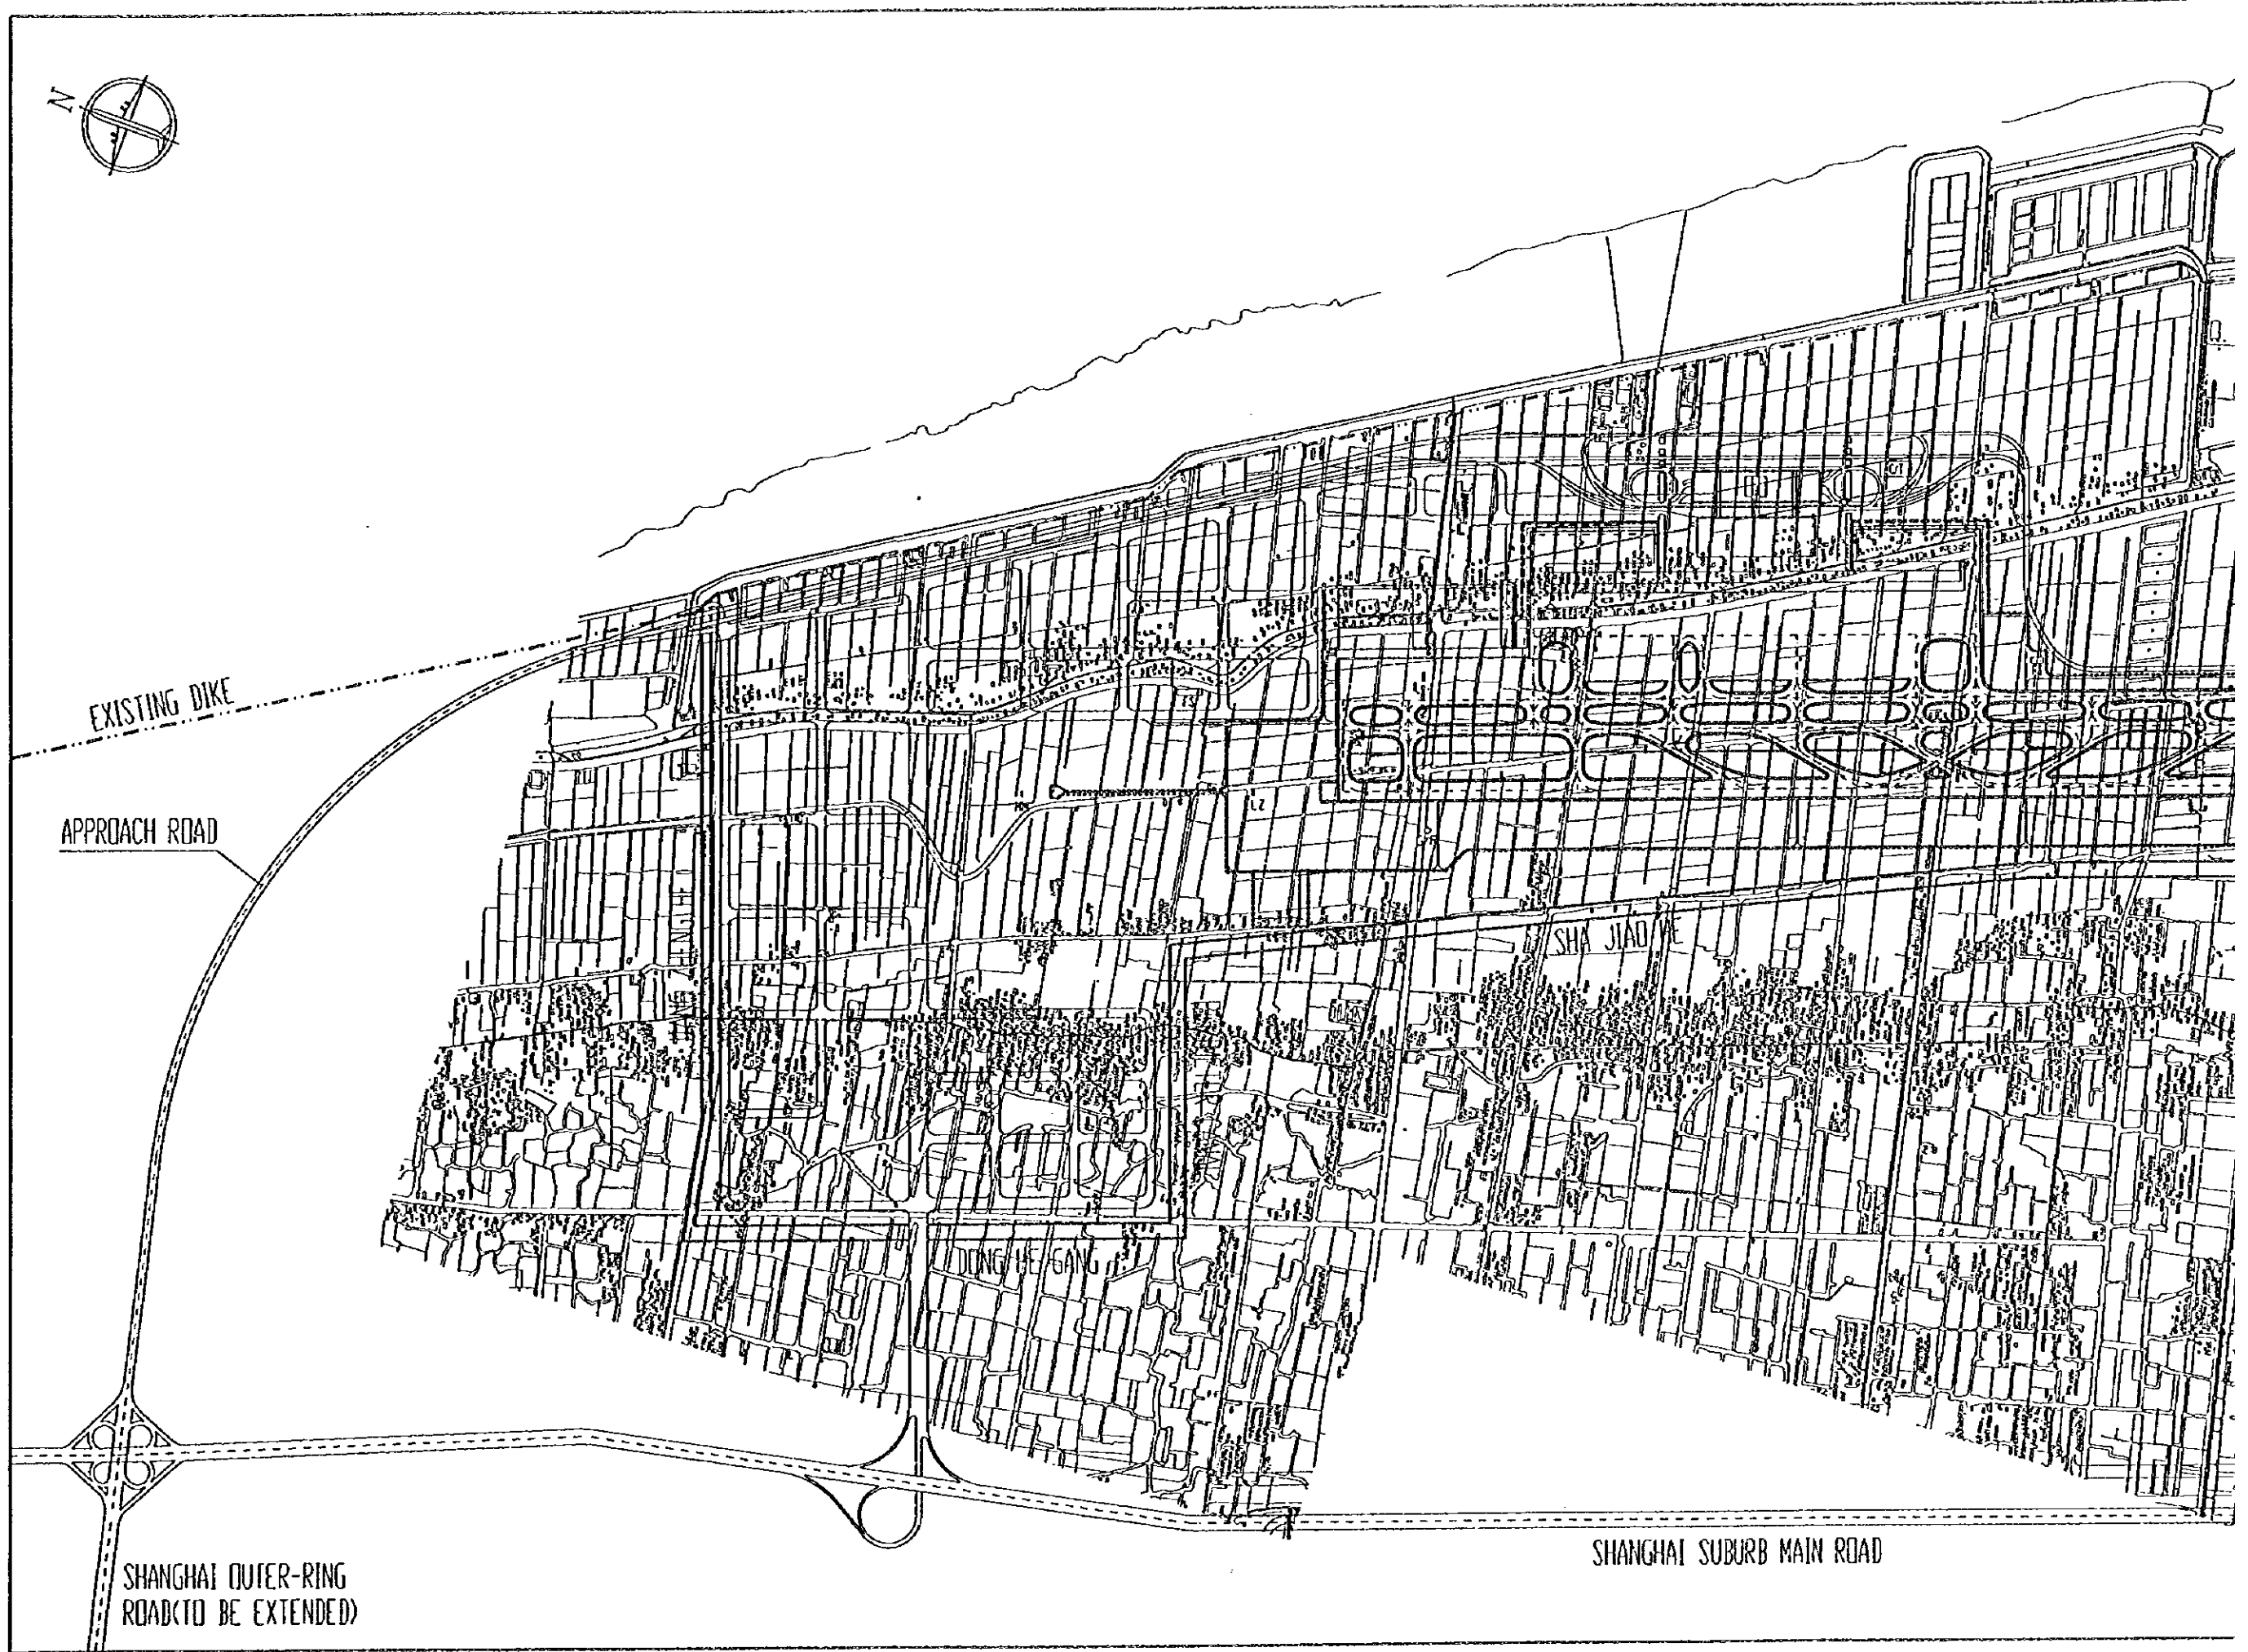 N
EXISTING DIKE
APPROACH ROAD
SHA JIAO HE
DONG HE GANG
SHANGHAI SUBURB MAIN ROAD
SHANGHAI OUTER-RING
ROAD(TO BE EXTENDED)